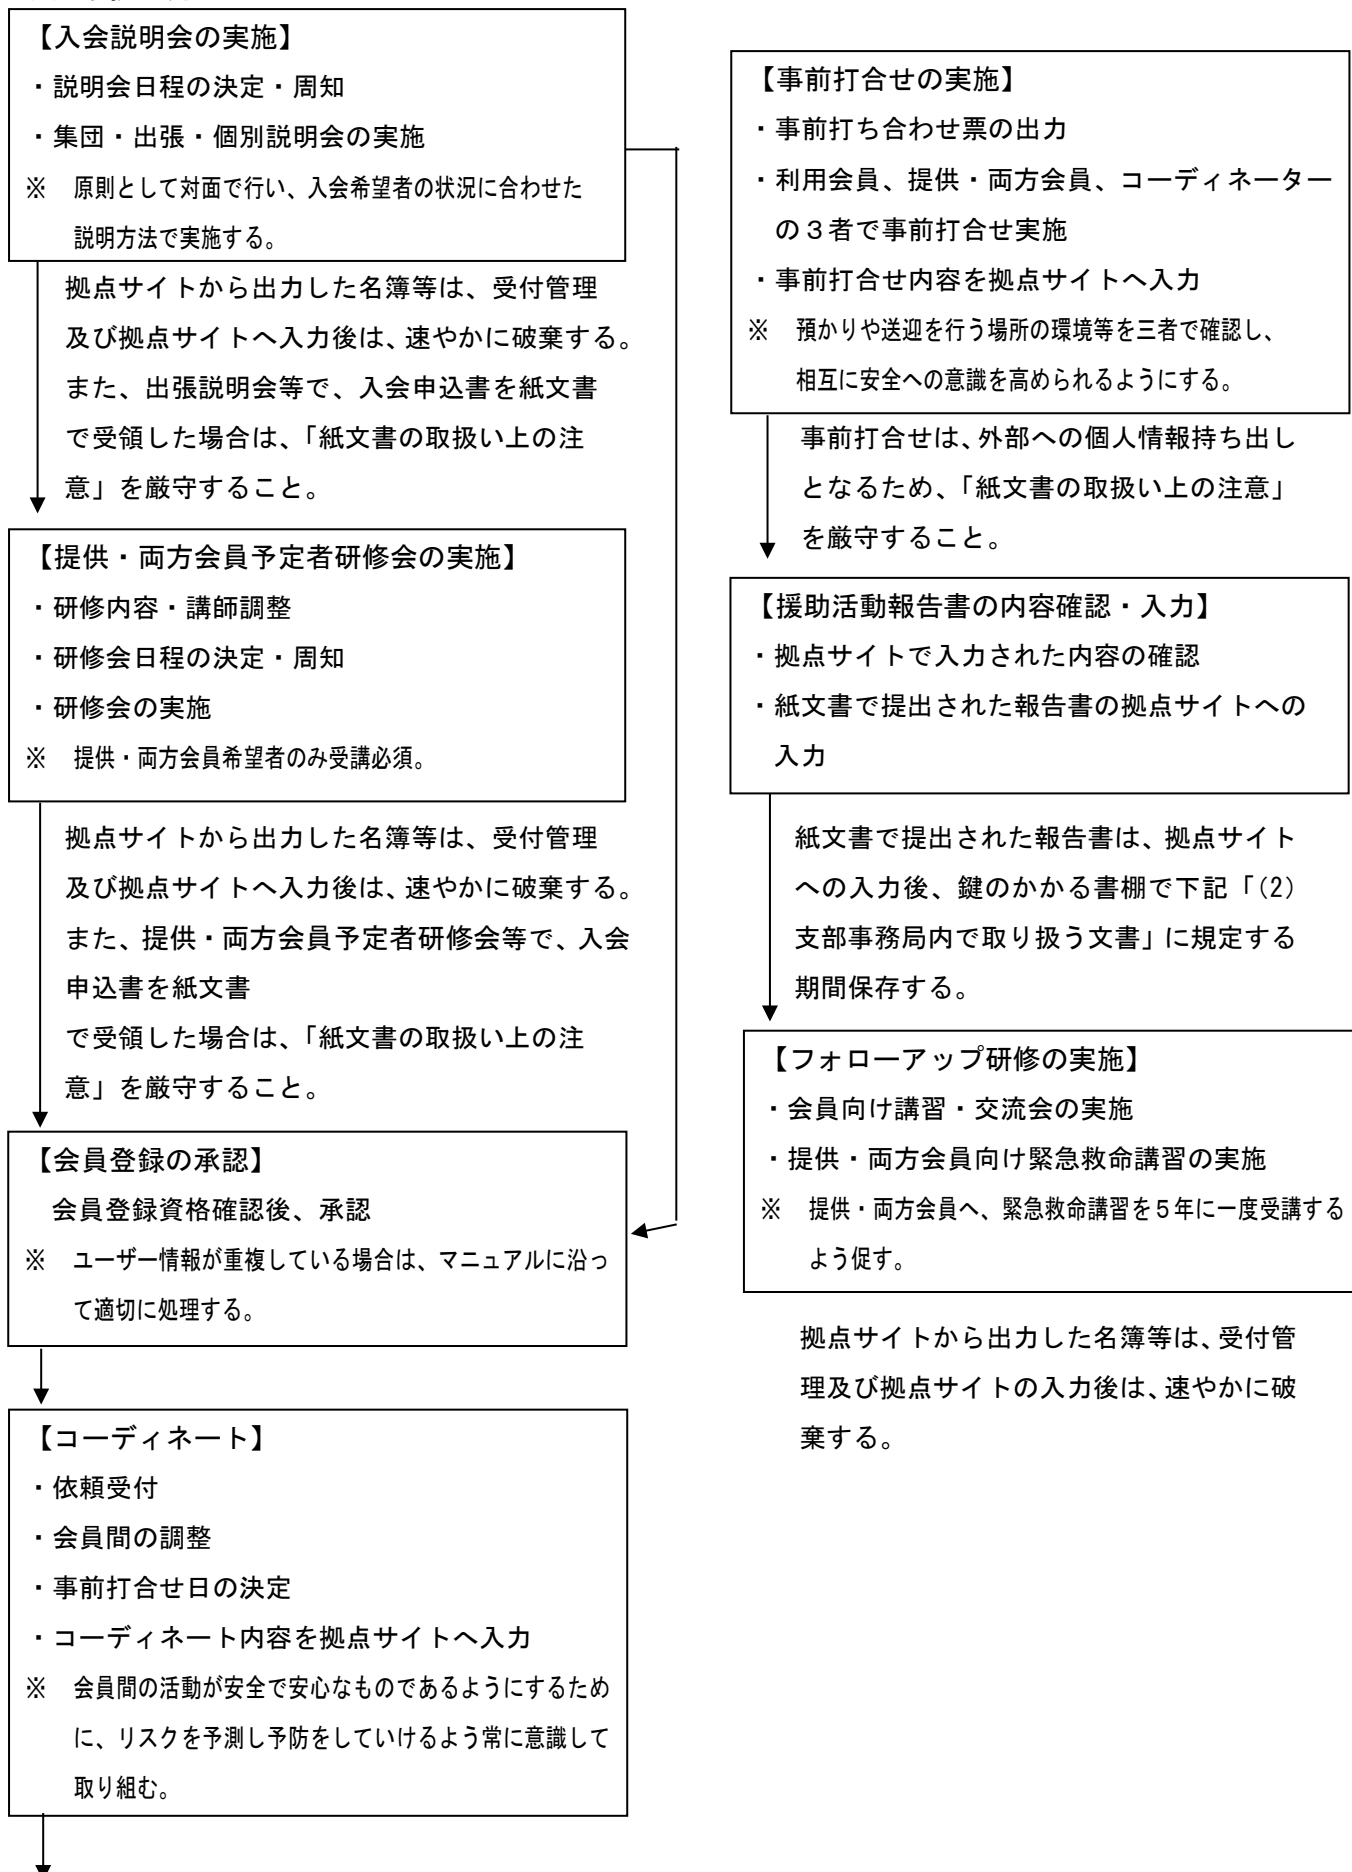 【入会説明会の実施】
・説明会日程の決定・周知
・集団・出張・個別説明会の実施
※　原則として対面で行い、入会希望者の状況に合わせた
説明方法で実施する。
拠点サイトから出力した名簿等は、受付管理
及び拠点サイトへ入力後は、速やかに破棄する。
また、出張説明会等で、入会申込書を紙文書
で受領した場合は、「紙文書の取扱い上の注
意」を厳守すること。
【提供・両方会員予定者研修会の実施】
・研修内容・講師調整
・研修会日程の決定・周知
・研修会の実施
※　提供・両方会員希望者のみ受講必須。
拠点サイトから出力した名簿等は、受付管理
及び拠点サイトへ入力後は、速やかに破棄する。
また、提供・両方会員予定者研修会等で、入会
申込書を紙文書
で受領した場合は、「紙文書の取扱い上の注
意」を厳守すること。
【会員登録の承認】
会員登録資格確認後、承認
※　ユーザー情報が重複している場合は、マニュアルに沿っ
て適切に処理する。
【コーディネート】
・依頼受付
・会員間の調整
・事前打合せ日の決定
・コーディネート内容を拠点サイトへ入力
※　会員間の活動が安全で安心なものであるようにするため
に、リスクを予測し予防をしていけるよう常に意識して
取り組む。
【事前打合せの実施】
・事前打ち合わせ票の出力
・利用会員、提供・両方会員、コーディネーター
の３者で事前打合せ実施
・事前打合せ内容を拠点サイトへ入力
※　預かりや送迎を行う場所の環境等を三者で確認し、
相互に安全への意識を高められるようにする。
事前打合せは、外部への個人情報持ち出し
となるため、「紙文書の取扱い上の注意」
を厳守すること。
【援助活動報告書の内容確認・入力】
・拠点サイトで入力された内容の確認
・紙文書で提出された報告書の拠点サイトへの
入力
紙文書で提出された報告書は、拠点サイト
への入力後、鍵のかかる書棚で下記「(2)
支部事務局内で取り扱う文書」に規定する
期間保存する。
【フォローアップ研修の実施】
・会員向け講習・交流会の実施
・提供・両方会員向け緊急救命講習の実施
※　提供・両方会員へ、緊急救命講習を５年に一度受講する
よう促す。
拠点サイトから出力した名簿等は、受付管
理及び拠点サイトの入力後は、速やかに破
棄する。